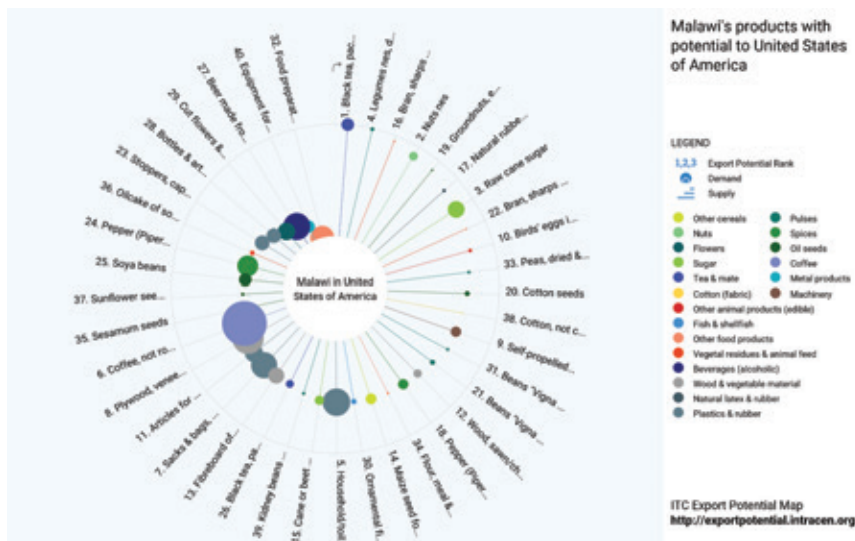 Malawi's products with
potential to United States
of America
LEGEND
1,2,3 Export Potential Rank
Demand
Supply
Other cereals
Nuts
Flowers
Sugar
Tea & mate
Cotton (fabric)
Other animal products (edible)
Fish & shellfish
Other food products
Vegetal residues & animal feed
Beverages (alcoholic)
Wood & vegetable material
Natural latex & rubber
Plastics & rubber
Pulses
Spices
Oil seeds
Coffee
Metal products
Machinery
ITC Export Potential Map
http://exportpotential.intracen.org
Malawi in United
States of America
1. Black tea, pac...
4. Legumes nes, d...
16. Bran, sharps ...
2. Nuts nes
19. Groundnuts, e...
17. Natural rubbe...
3. Raw cane sugar
22. Bran, sharps ...
10. Birds' eggs i...
33. Peas, dried &...
20. Cotton seeds
38. Cotton, not c...
9. Self propelled...
31. Beans "Vigna ...
21. Beans "Vigna ...
12. Wood, sawn/ch...
18. Pepper (Piper...
34. Flour, meal &...
14. Maize seed fo...
30. Ornamental fi...
5. Household/toil
15. Cane or beet ...
39. Kidney beans ...
26. Black tea, pa...
13. Fibreboard of...
7. Sacks & bags, ...
11. Articles for ...
8. Plywood, venee...
6. Coffee, not ro...
35. Sesamum seeds
37. Sunflower see...
25. Soya beans
24. Pepper (Piper...
36. Oilcake of so...
23. Stoppers, cap...
28. Bottles & art...
29. Cut flowers &...
27. Beer made fro...
40. Equipment for...
32. Food preparat...